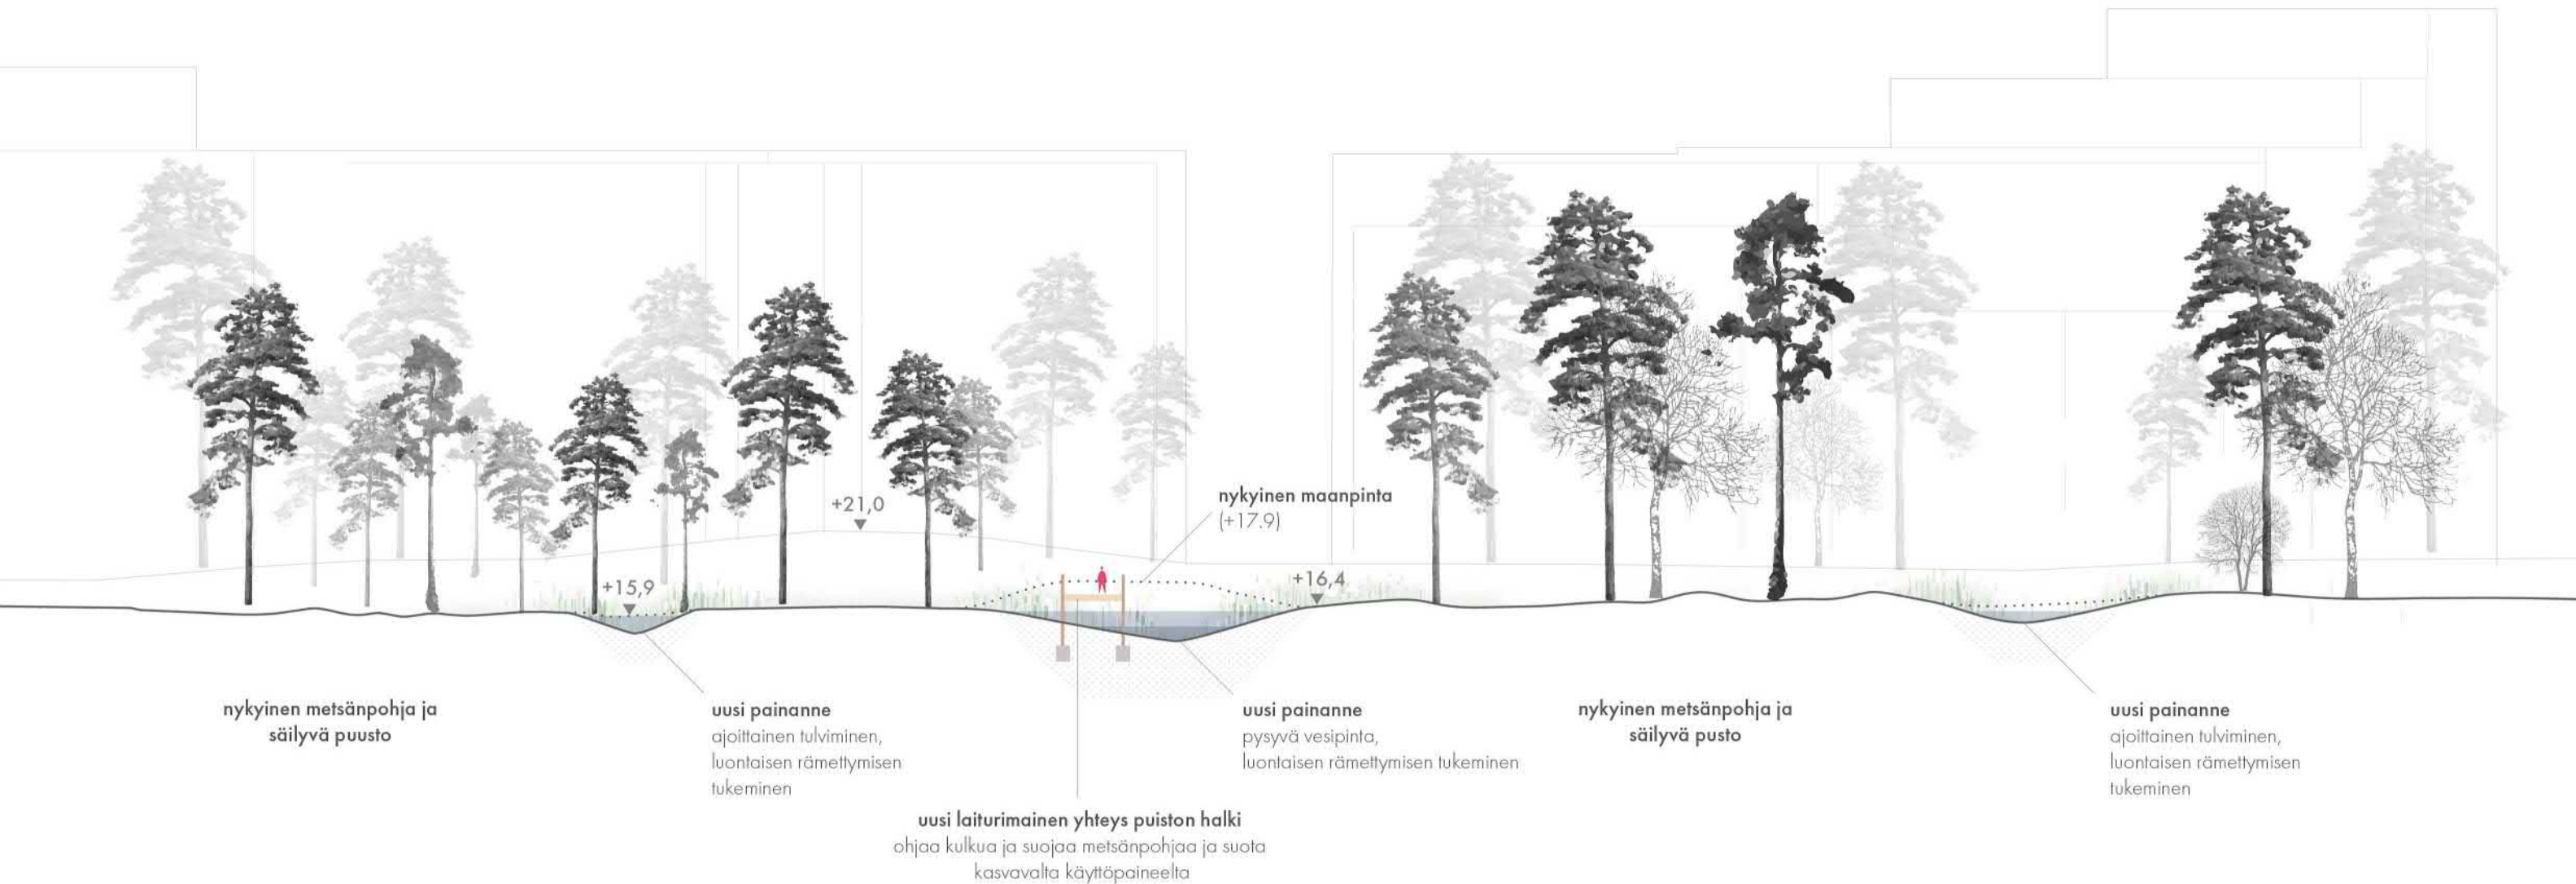 +21,0
nykyinen maanpinta
(+17.9)
+15,9
+16,4
nykyinen metsänpohja ja
säilyvä puusto
uusi painanne
ajoittainen tulviminen,
luontaisen rämettymisen
tukeminen
uusi laiturimainen yhteys puiston halki
ohjaa kulkua ja suojaa metsänpohjaa ja suota
kasvavalta käyttöpaineelta
uusi painanne
pysyvä vesipinta,
luontaisen rämettymisen tukeminen
nykyinen metsänpohja ja
säilyvä pusto
uusi painanne
ajoittainen tulviminen,
luontaisen rämettymisen
tukeminen